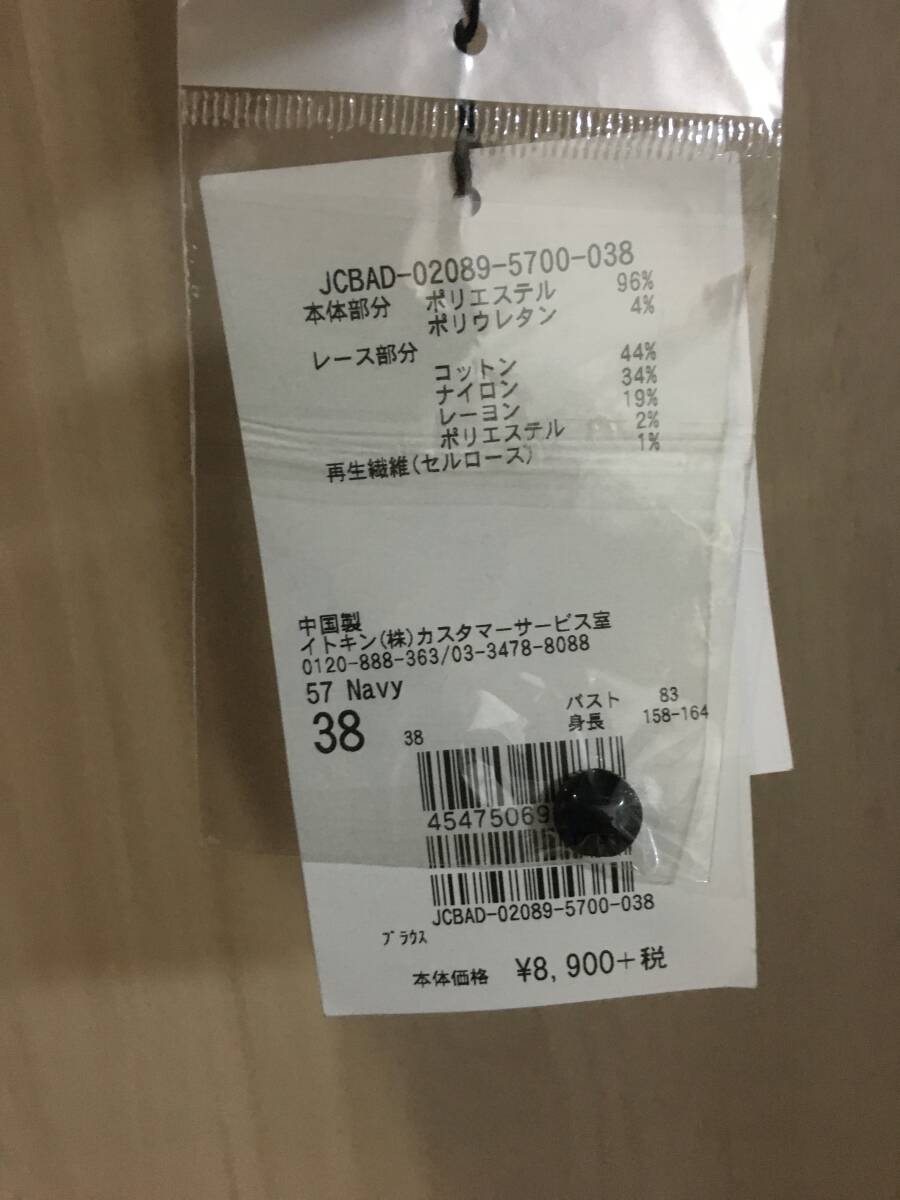 JCBAD-02089-5700-038
本体部分 ポリエステル 96%
ポリウレタン 4%
レース部分
コットン 44%
ナイロン 34%
レーヨン 19%
ポリエステル 2%
再生繊維(セルロース) 1%
中国製
イトキン(株)カスタマーサービス室
0120-888-363/03-3478-8088
57 Navy
バスト 83
38 38 身長 158-164
45475069
JCBAD-02089-5700-038
ブラウス
本体価格 ¥8,900+税